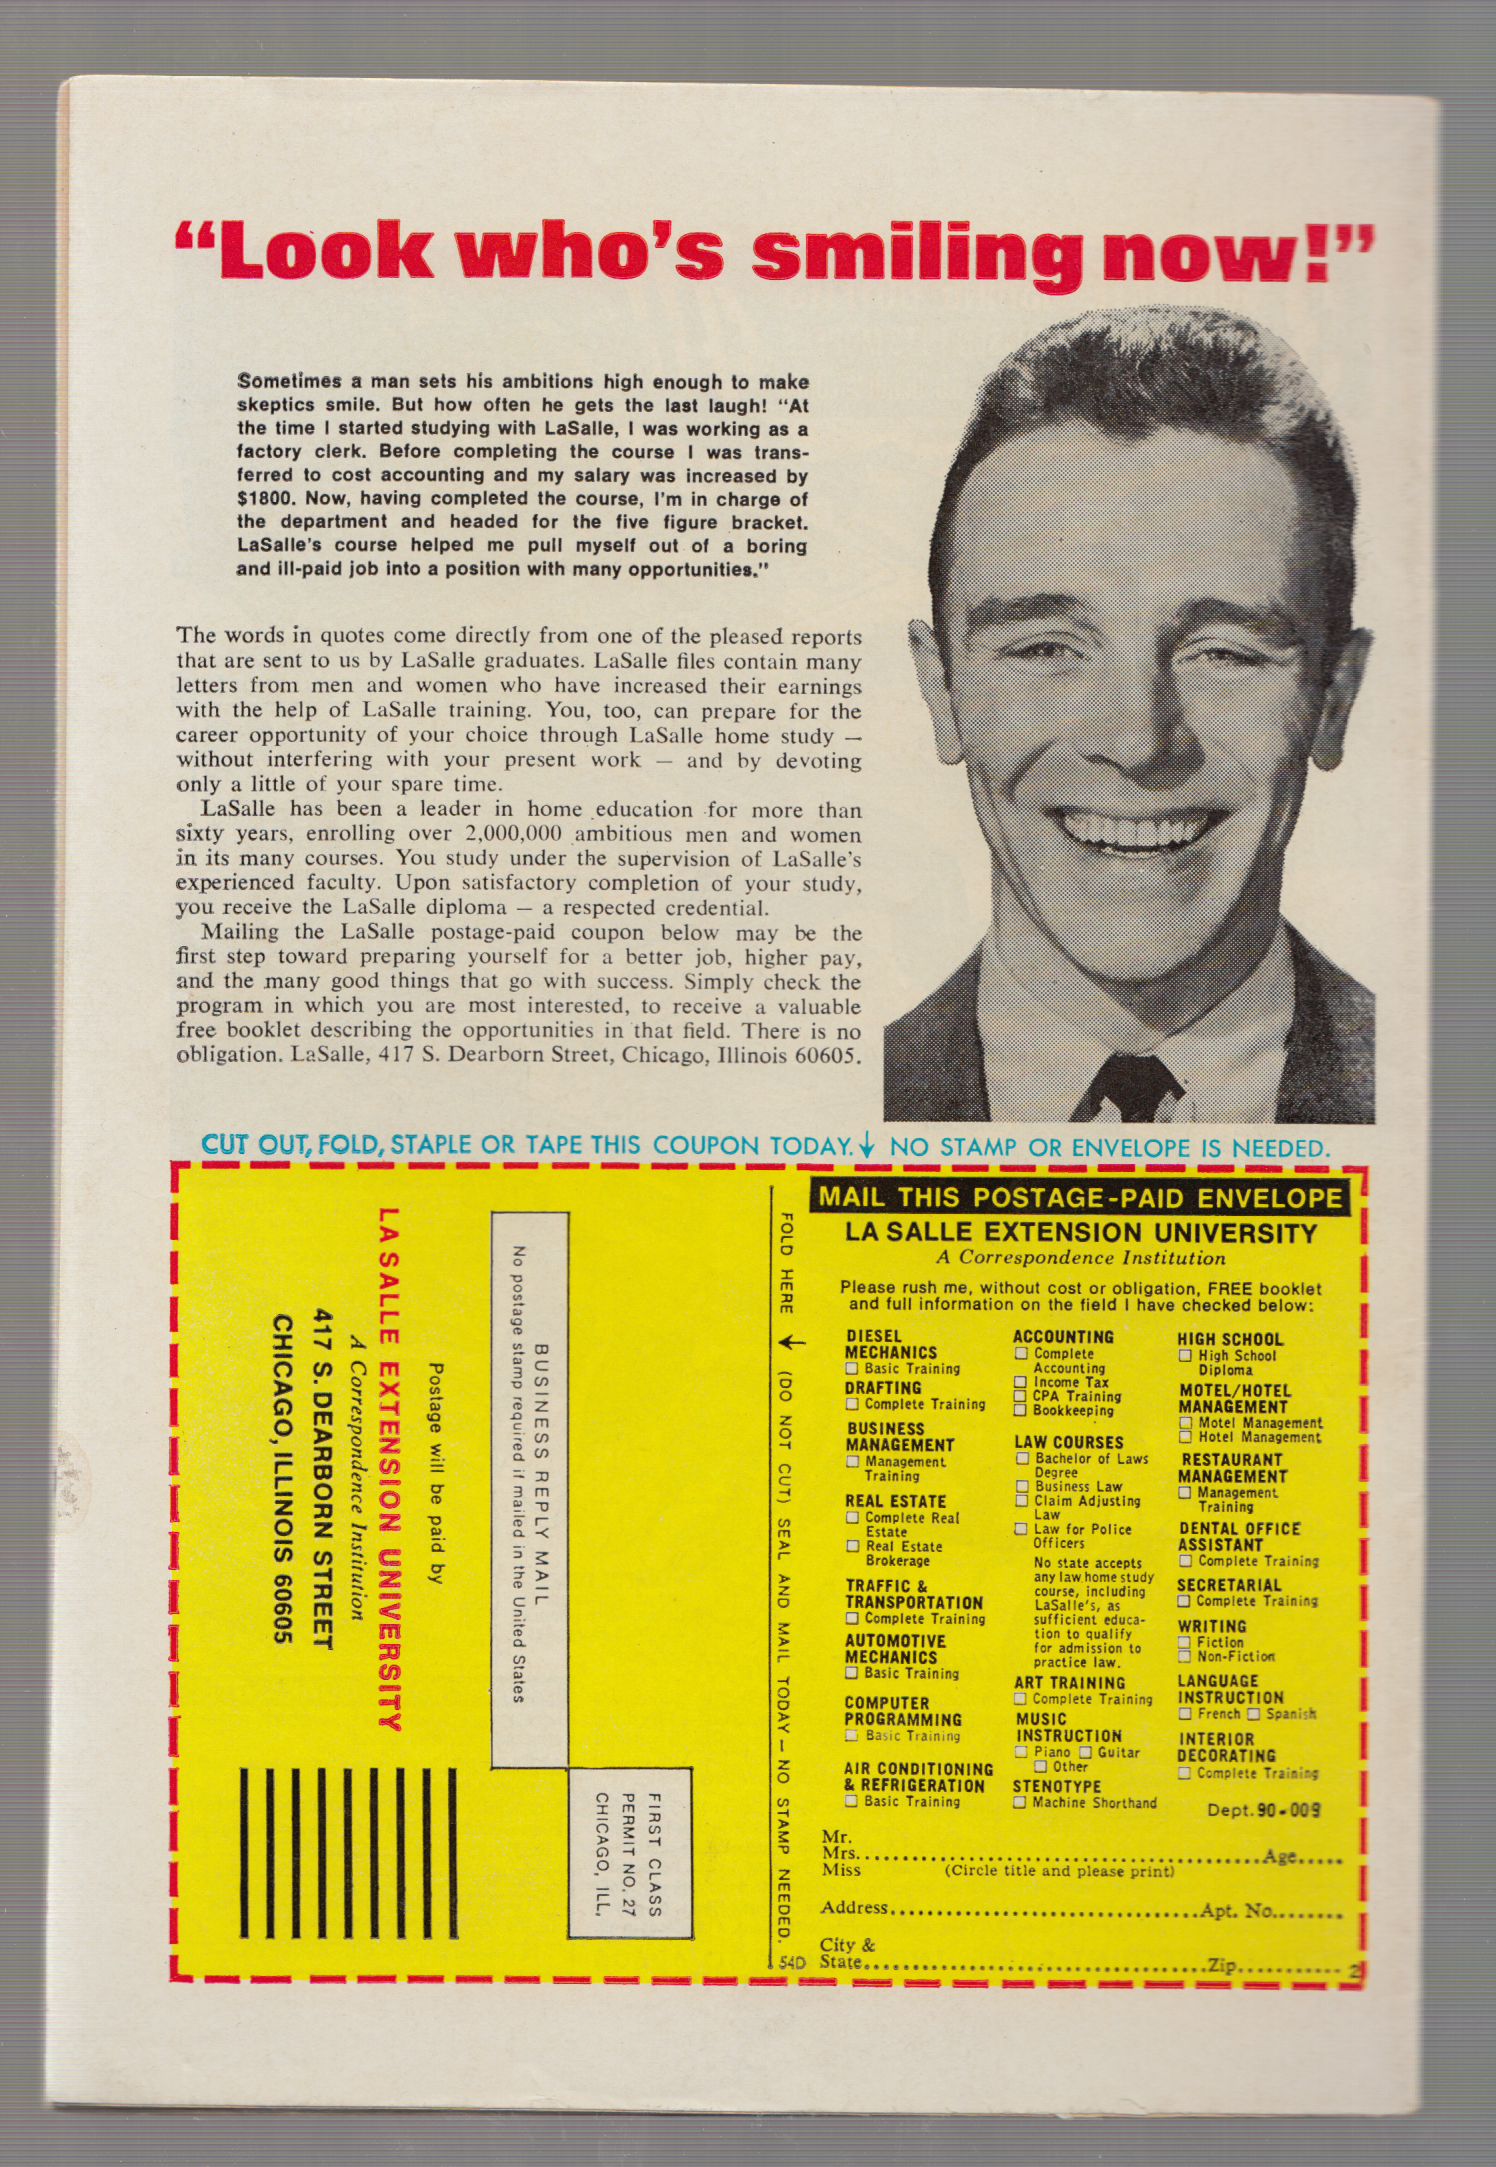 “Look who’s smiling now!”
Sometimes a man sets his ambitions high enough to make
skeptics smile. But how often he gets the last laugh! “At
the time I started studying with LaSalle, I was working as a
factory clerk. Before completing the course I was trans-
ferred to cost accounting and my salary was increased by
$1800. Now, having completed the course, I’m in charge of
the department and headed for the five figure bracket.
LaSalle’s course helped me pull myself out of a boring
and ill-paid job into a position with many opportunities.”
The words in quotes come directly from one of the pleased reports
that are sent to us by LaSalle graduates. LaSalle files contain many
letters from men and women who have increased their earnings
with the help of LaSalle training. You, too, can prepare for the
career opportunity of your choice through LaSalle home study —
without interfering with your present work — and by devoting
only a little of your spare time.
LaSalle has been a leader in home education for more than
sixty years, enrolling over 2,000,000 ambitious men and women
in its many courses. You study under the supervision of LaSalle’s
experienced faculty. Upon satisfactory completion of your study,
you receive the LaSalle diploma — a respected credential.
Mailing the LaSalle postage-paid coupon below may be the
first step toward preparing yourself for a better job, higher pay,
and the many good things that go with success. Simply check the
program in which you are most interested, to receive a valuable
free booklet describing the opportunities in that field. There is no
obligation. LaSalle, 417 S. Dearborn Street, Chicago, Illinois 60605.
CUT OUT, FOLD, STAPLE OR TAPE THIS COUPON TODAY. ↓ NO STAMP OR ENVELOPE IS NEEDED.
FIRST CLASS
PERMIT NO. 27
CHICAGO, ILL.
BUSINESS REPLY MAIL
No postage stamp required if mailed in the United States
Postage will be paid by
LA SALLE EXTENSION UNIVERSITY
A Correspondence Institution
417 S. DEARBORN STREET
CHICAGO, ILLINOIS 60605
FOLD HERE ↓ (DO NOT CUT) SEAL AND MAIL TODAY — NO STAMP NEEDED.
54D
MAIL THIS POSTAGE-PAID ENVELOPE
LA SALLE EXTENSION UNIVERSITY
A Correspondence Institution
Please rush me, without cost or obligation, FREE booklet
and full information on the field I have checked below:
DIESEL
MECHANICS
☐ Basic Training
DRAFTING
☐ Complete Training
BUSINESS
MANAGEMENT
☐ Management
Training
REAL ESTATE
☐ Complete Real
Estate
☐ Real Estate
Brokerage
TRAFFIC &
TRANSPORTATION
☐ Complete Training
AUTOMOTIVE
MECHANICS
☐ Basic Training
COMPUTER
PROGRAMMING
☐ Basic Training
AIR CONDITIONING
& REFRIGERATION
☐ Basic Training
ACCOUNTING
☐ Complete
Accounting
☐ Income Tax
☐ CPA Training
☐ Bookkeeping
LAW COURSES
☐ Bachelor of Laws
Degree
☐ Business Law
☐ Claim Adjusting
Law
☐ Law for Police
Officers
No state accepts
any law home study
course, including
LaSalle’s, as
sufficient educa-
tion to qualify
for admission to
practice law.
ART TRAINING
☐ Complete Training
MUSIC
INSTRUCTION
☐ Piano ☐ Guitar
☐ Other
STENOTYPE
☐ Machine Shorthand
HIGH SCHOOL
☐ High School
Diploma
MOTEL/HOTEL
MANAGEMENT
☐ Motel Management
☐ Hotel Management
RESTAURANT
MANAGEMENT
☐ Management
Training
DENTAL OFFICE
ASSISTANT
☐ Complete Training
SECRETARIAL
☐ Complete Training
WRITING
☐ Fiction
☐ Non-Fiction
LANGUAGE
INSTRUCTION
☐ French ☐ Spanish
INTERIOR
DECORATING
☐ Complete Training
Dept. 90-009
Mr.
Mrs. ........ Age.....
Miss (Circle title and please print)
Address ........ Apt. No. ........
City &
State ........ Zip ........ 2